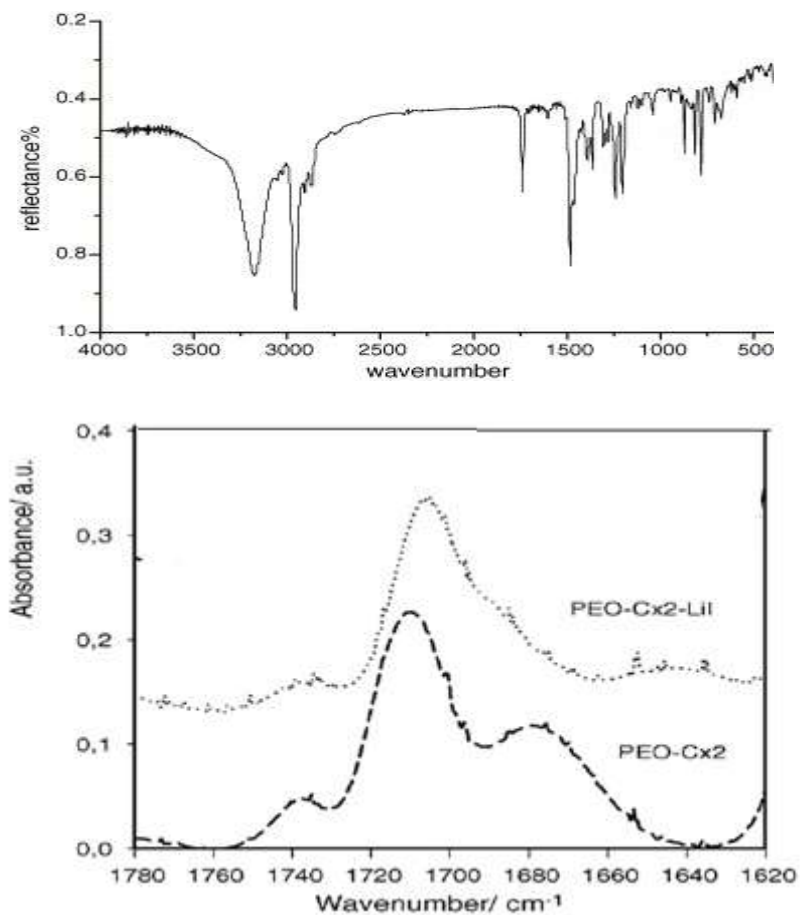 0.2
0.4
0.6
0.8
1.0
reflectance%
4000 3500 3000 2500 2000 1500 1000 500
wavenumber
0,4
0,3
0,2
0,1
0,0
Absorbance/ a.u.
PEO-Cx2-LiI
PEO-Cx2
1780 1760 1740 1720 1700 1680 1660 1640 1620
Wavenumber/ cm-1